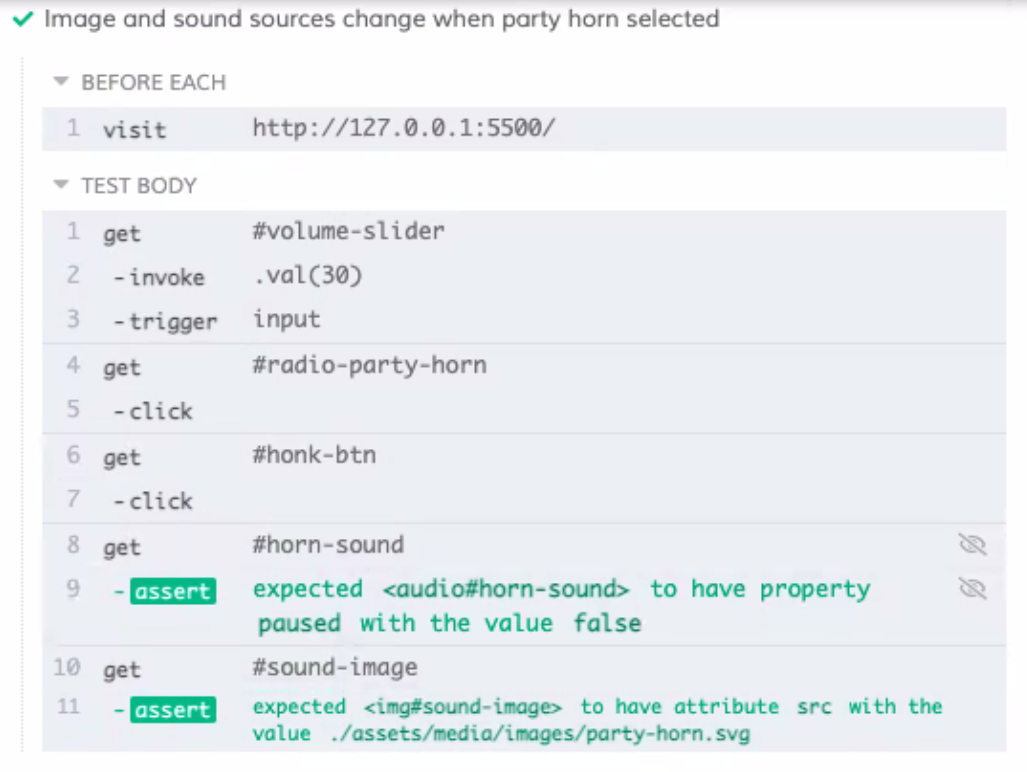 Image and sound sources change when party horn selected
BEFORE EACH
1 visit http://127.0.0.1:5500/
TEST BODY
1 get #volume-slider
2 -invoke .val(30)
3 -trigger input
4 get #radio-party-horn
5 -click
6 get #honk-btn
7 -click
8 get #horn-sound
9 -assert expected <audio#horn-sound> to have property
paused with the value false
10 get #sound-image
11 -assert expected <img#sound-image> to have attribute src with the
value ./assets/media/images/party-horn.svg